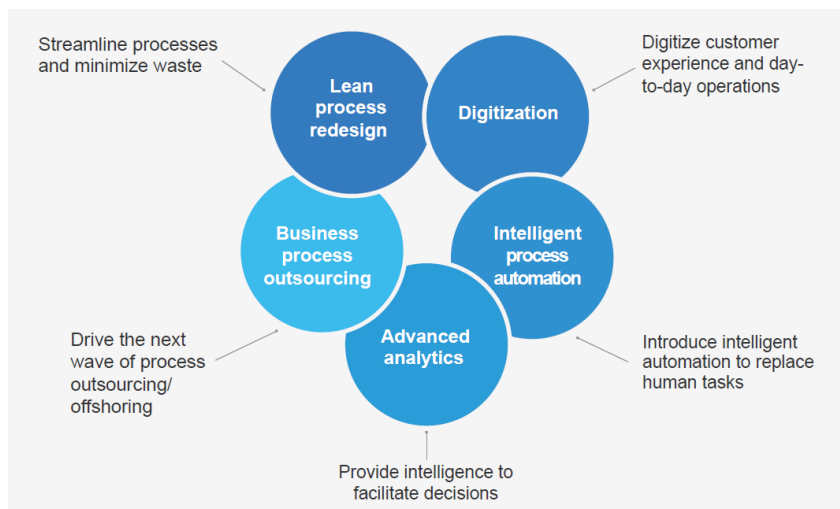 Streamline processes
and minimize waste
Lean
process
redesign
Digitization
Digitize customer
experience and day-
to-day operations
Business
process
outsourcing
Intelligent
process
automation
Drive the next
wave of process
outsourcing/
offshoring
Advanced
analytics
Introduce intelligent
automation to replace
human tasks
Provide intelligence to
facilitate decisions